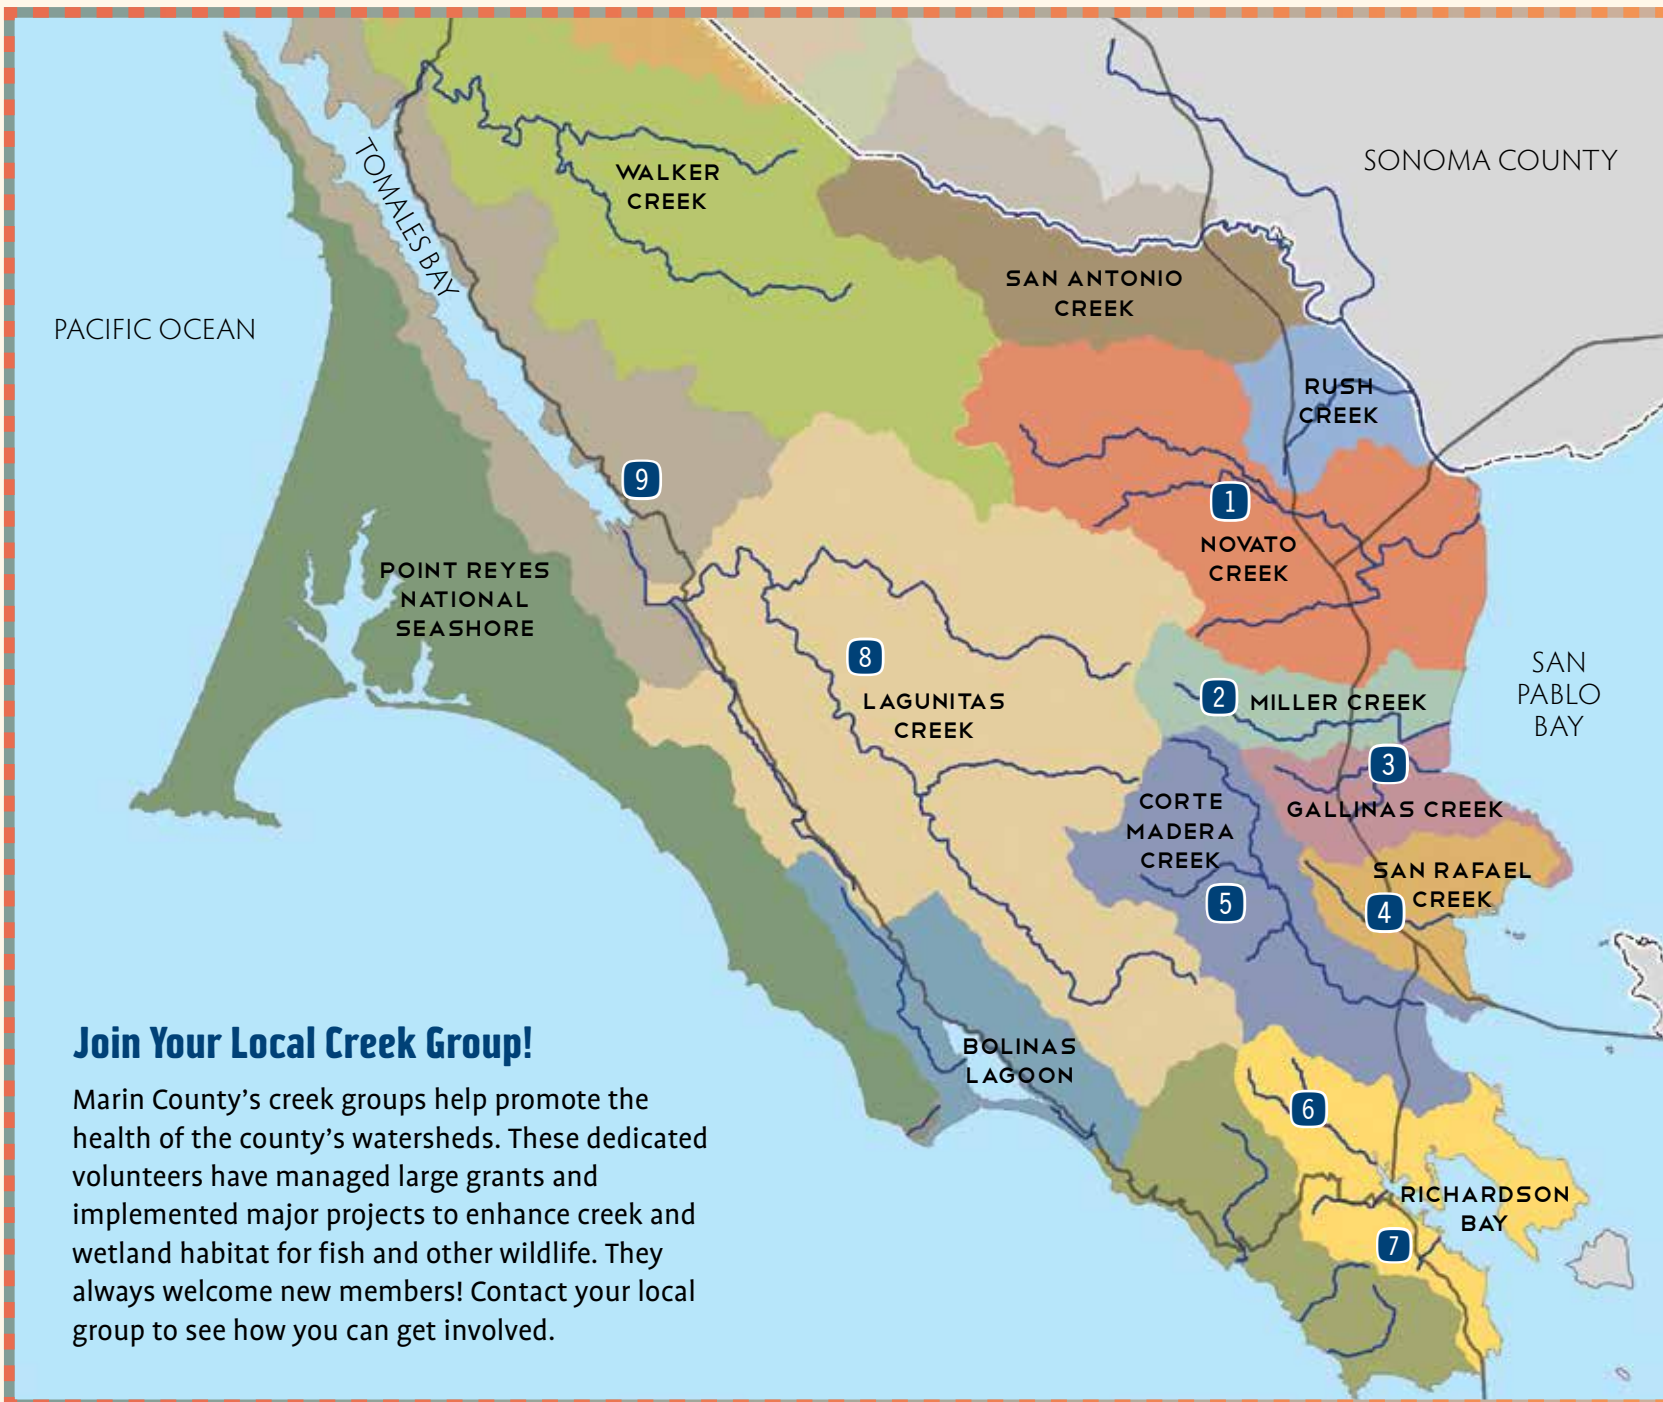 SONOMA COUNTY
WALKER
CREEK
TOMALES BAY
SAN ANTONIO
CREEK
PACIFIC OCEAN
RUSH
CREEK
9
1
NOVATO
CREEK
POINT REYES
NATIONAL
SEASHORE
8
LAGUNITAS
CREEK
2
MILLER CREEK
SAN
PABLO
BAY
3
GALLINAS CREEK
CORTE
MADERA
CREEK
5
SAN RAFAEL
CREEK
4
BOLINAS
LAGOON
6
RICHARDSON
BAY
7
Join Your Local Creek Group!
Marin County’s creek groups help promote the
health of the county’s watersheds. These dedicated
volunteers have managed large grants and
implemented major projects to enhance creek and
wetland habitat for fish and other wildlife. They
always welcome new members! Contact your local
group to see how you can get involved.